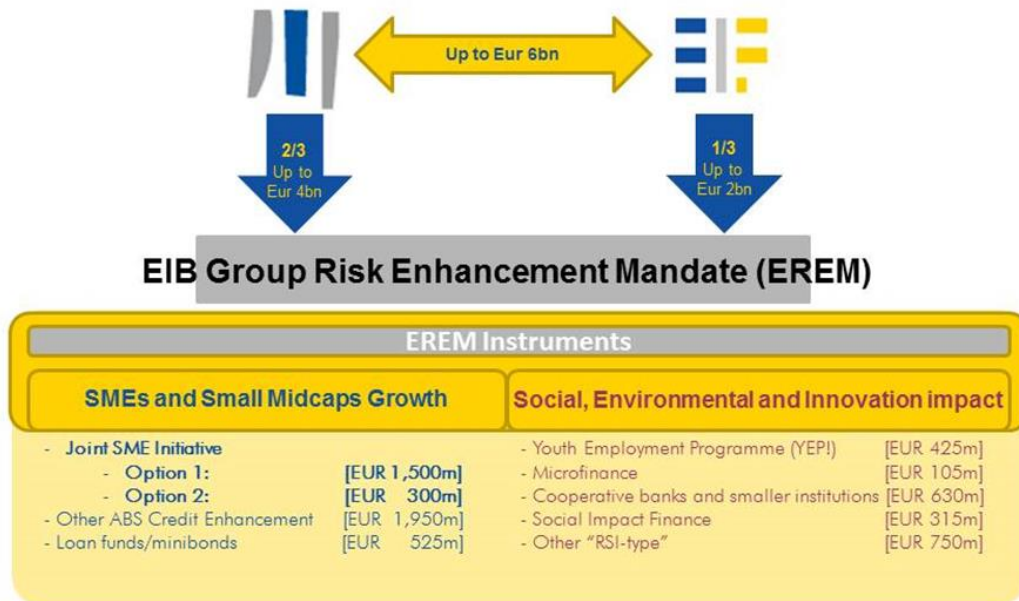 Up to Eur 6bn
2/3
Up to
Eur 4bn
1/3
Up to
Eur 2bn
EIB Group Risk Enhancement Mandate (EREM)
EREM Instruments
SMEs and Small Midcaps Growth
- Joint SME Initiative
- Option 1: [EUR 1,500m]
- Option 2: [EUR 300m]
- Other ABS Credit Enhancement [EUR 1,950m]
- Loan funds/minibonds [EUR 525m]
Social, Environmental and Innovation impact
- Youth Employment Programme (YEP!) [EUR 425m]
- Microfinance [EUR 105m]
- Cooperative banks and smaller institutions [EUR 630m]
- Social Impact Finance [EUR 315m]
- Other “RSI-type” [EUR 750m]